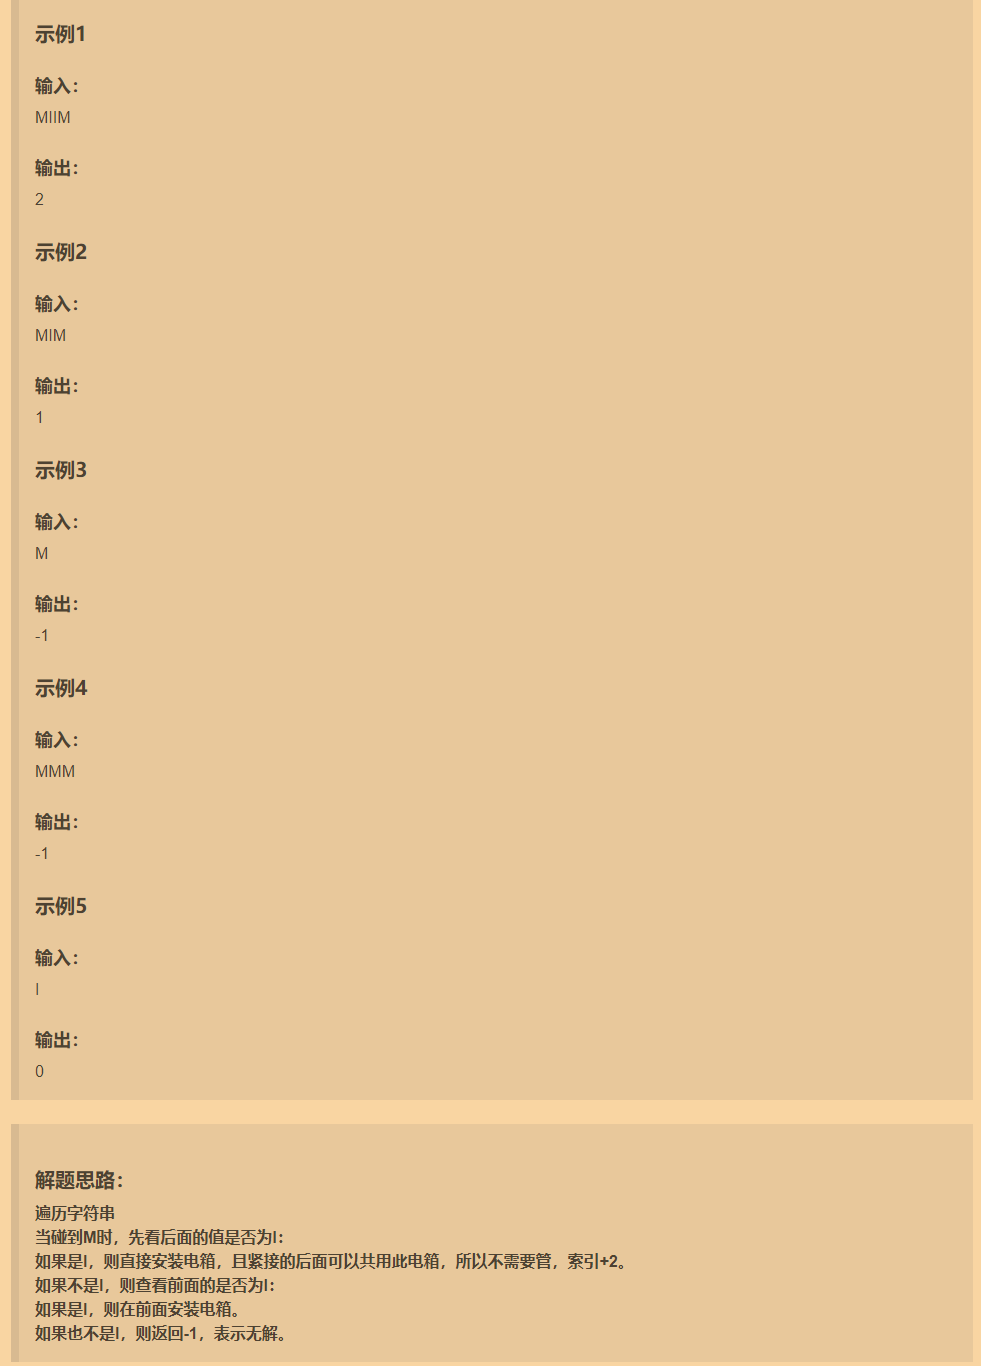 示例1
输入：
MIIM
输出：
2
示例2
输入：
MIM
输出：
1
示例3
输入：
M
输出：
-1
示例4
输入：
MMM
输出：
-1
示例5
输入：
I
输出：
0
解题思路：
遍历字符串
当碰到M时，先看后面的值是否为I：
如果是I，则直接安装电箱，且紧接的后面可以共用此电箱，所以不需要管，索引+2。
如果不是I，则查看前面的是否为I：
如果是I，则在前面安装电箱。
如果也不是I，则返回-1，表示无解。